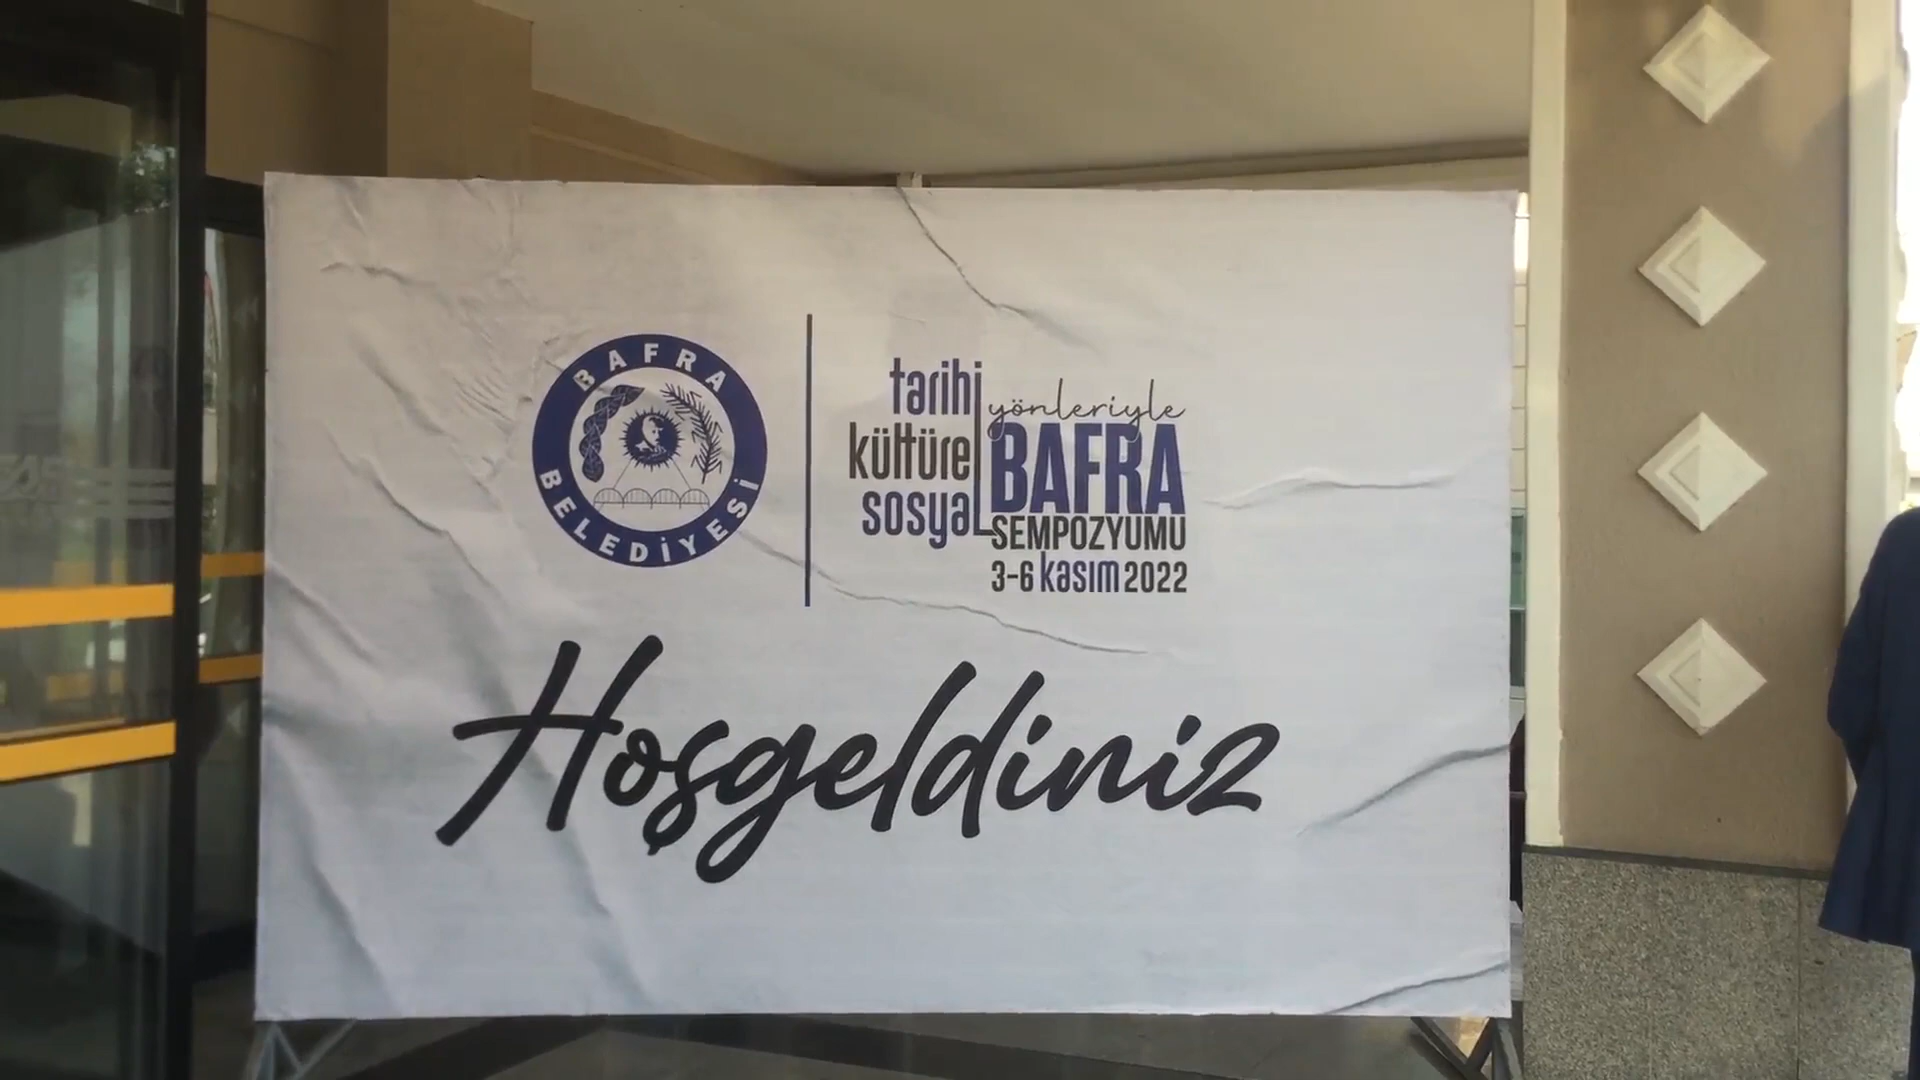 BAFRA
BELEDİYESİ
tarihi
kültürel
sosyal
yönleriyle
BAFRA
SEMPOZYUMU
3-6 kasım 2022
Hoşgeldiniz